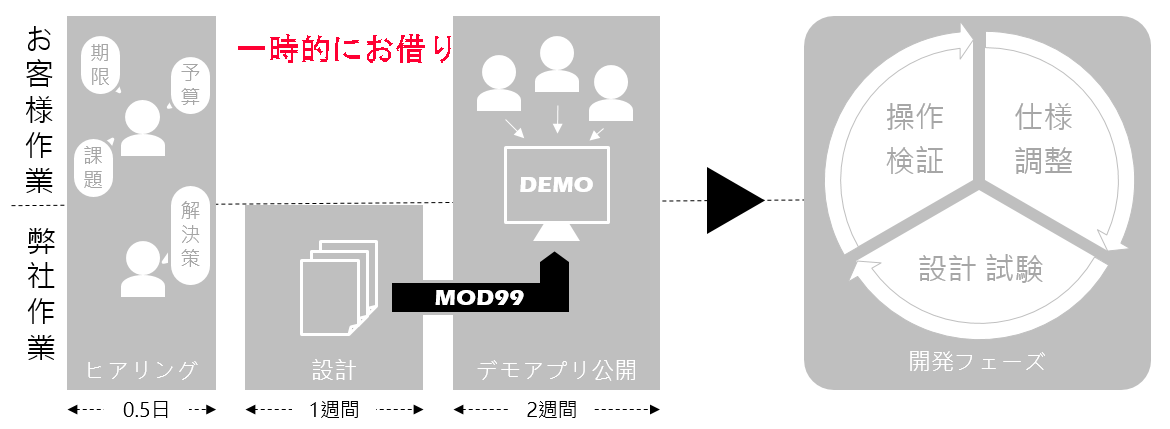 お客様作業
弊社作業
期限
予算
課題
解決策
ヒアリング
0.5日
一時的にお借り
設計
1週間
DEMO
MOD99
デモアプリ公開
2週間
操作
検証
仕様
調整
設計 試験
開発フェーズ